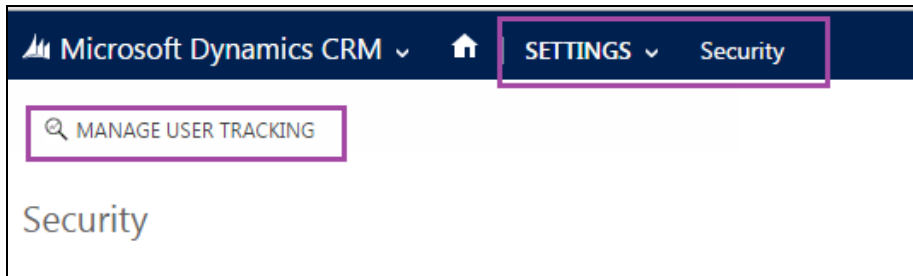 Microsoft Dynamics CRM SETTINGS Security
MANAGE USER TRACKING
Security